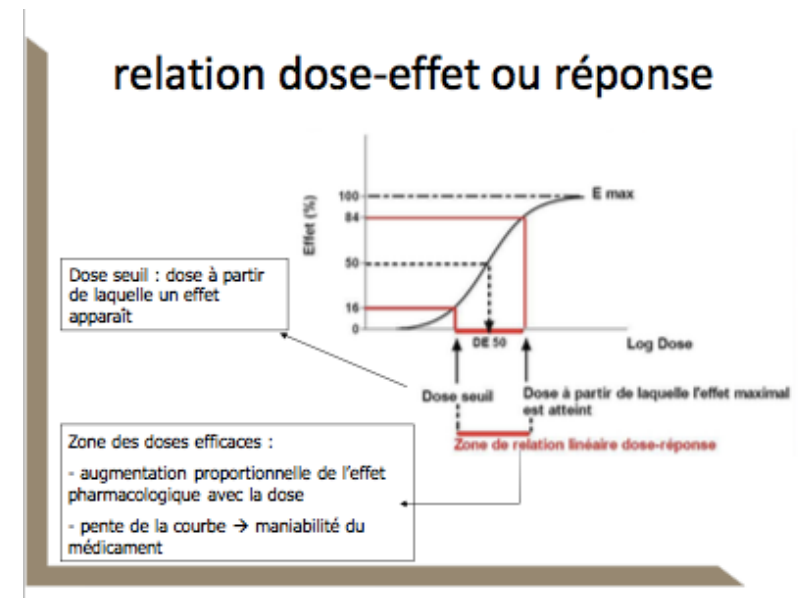 relation dose-effet ou réponse
Effet (%)
100
84
50
16
0
E max
DE 50
Log Dose
Dose seuil : dose à partir
de laquelle un effet
apparaît
Dose seuil
Dose à partir de laquelle l'effet maximal
est atteint
Zone de relation linéaire dose-réponse
Zone des doses efficaces :
- augmentation proportionnelle de l'effet
pharmacologique avec la dose
- pente de la courbe → maniabilité du
médicament